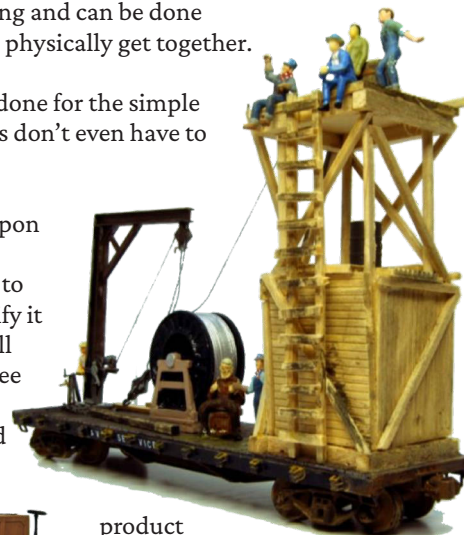 ng and can be done
physically get together.
done for the simple
s don’t even have to
pon
to
fy it
ll
ee
d
product